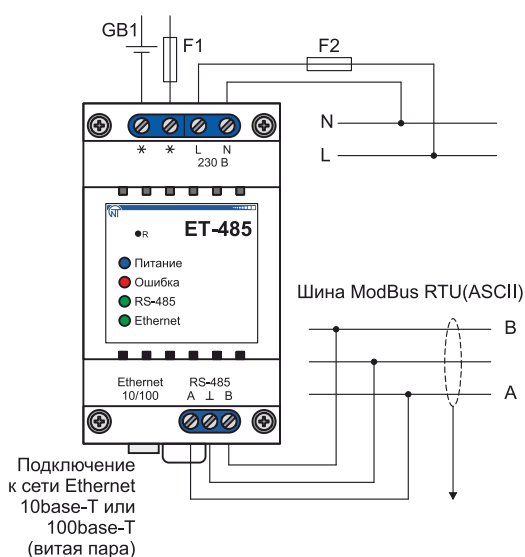 GB1
F1
F2
N
L
* * L N
230 В
NT
R
ET-485
Питание
Ошибка
RS-485
Ethernet
Шина ModBus RTU(ASCII)
B
A
Ethernet RS-485
10/100 A ⊥ B
Подключение
к сети Ethernet
10base-T или
100base-T
(витая пара)